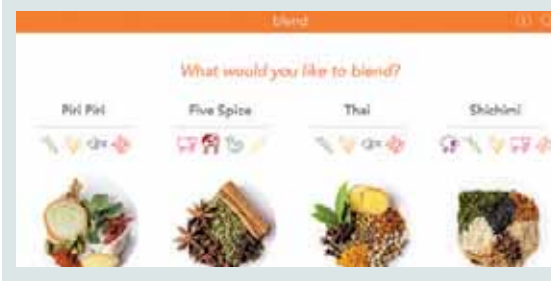 blend
What would you like to blend?
Piri Piri
Five Spice
Thai
Shichimi